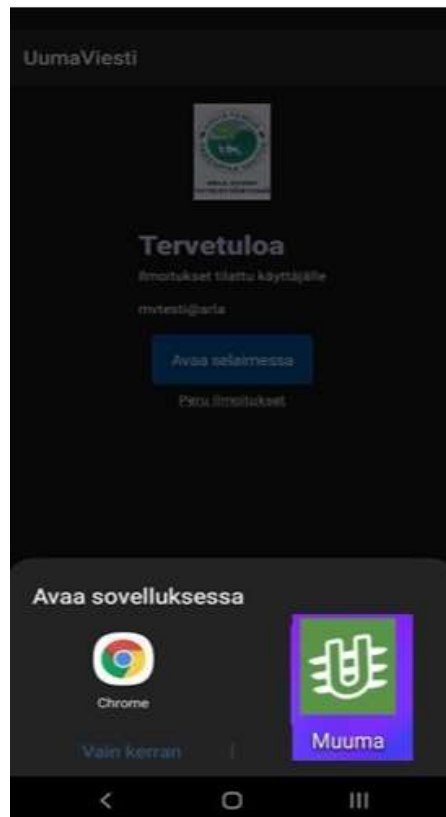 UumaViesti
Tervetuloa
Ilmoitukset tilattu käyttäjälle
mvtesti@arla
Avaa selaimessa
Peru ilmoitukset
Avaa sovelluksessa
Chrome
Muuma
Vain kerran